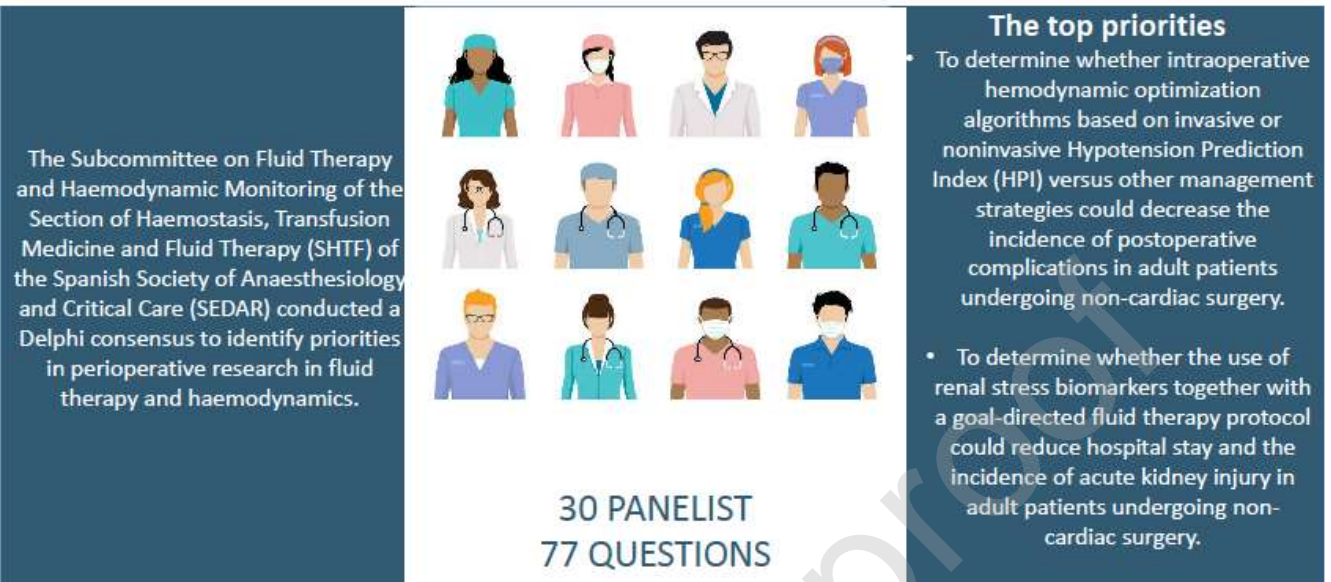 The Subcommittee on Fluid Therapy
and Haemodynamic Monitoring of the
Section of Haemostasis, Transfusion
Medicine and Fluid Therapy (SHTF) of
the Spanish Society of Anaesthesiology
and Critical Care (SEDAR) conducted a
Delphi consensus to identify priorities
in perioperative research in fluid
therapy and haemodynamics.
30 PANELIST
77 QUESTIONS
The top priorities
• To determine whether intraoperative
hemodynamic optimization
algorithms based on invasive or
noninvasive Hypotension Prediction
Index (HPI) versus other management
strategies could decrease the
incidence of postoperative
complications in adult patients
undergoing non-cardiac surgery.
• To determine whether the use of
renal stress biomarkers together with
a goal-directed fluid therapy protocol
could reduce hospital stay and the
incidence of acute kidney injury in
adult patients undergoing non-
cardiac surgery.
proof